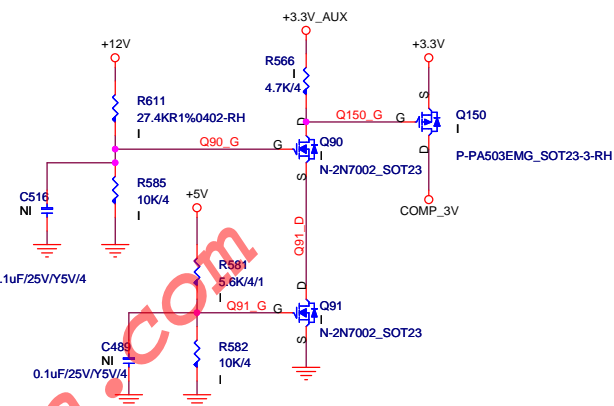 +3.3V_AUX
+12V
+3.3V
R566
I
4.7K/4
R611
27.4KR1%0402-RH
I
S
D
Q150_G
G
Q150
I
Q90_G
G
Q90
I
D
P-PA503EMG_SOT23-3-RH
N-2N7002_SOT23
S
R585
10K/4
I
C516
NI
+5V
COMP_3V
Q91_D
.1uF/25V/Y5V/4
R581
5.6K/4/1
I
D
Q91_G
G
Q91
I
N-2N7002_SOT23
S
C489
NI
R582
10K/4
I
0.1uF/25V/Y5V/4
.com